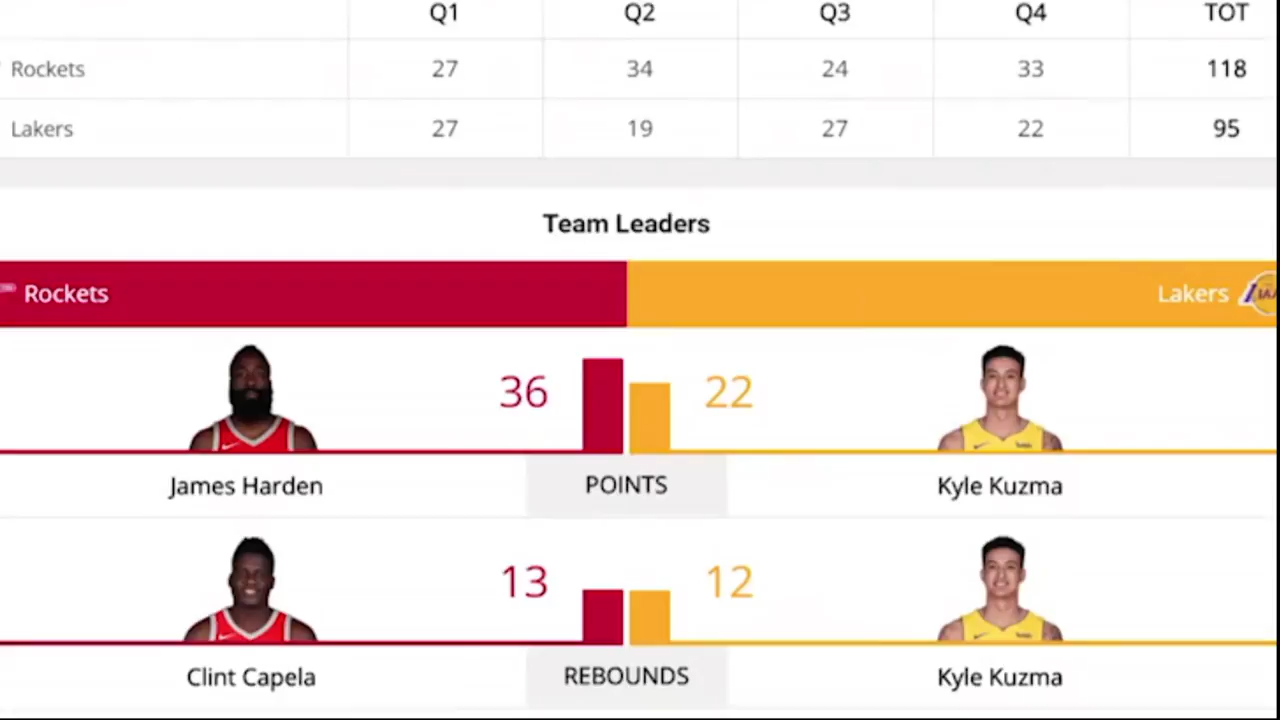 Q1 Q2 Q3 Q4 TOT
Rockets 27 34 24 33 118
Lakers 27 19 27 22 95
Team Leaders
Rockets Lakers
36 22
James Harden POINTS Kyle Kuzma
13 12
Clint Capela REBOUNDS Kyle Kuzma